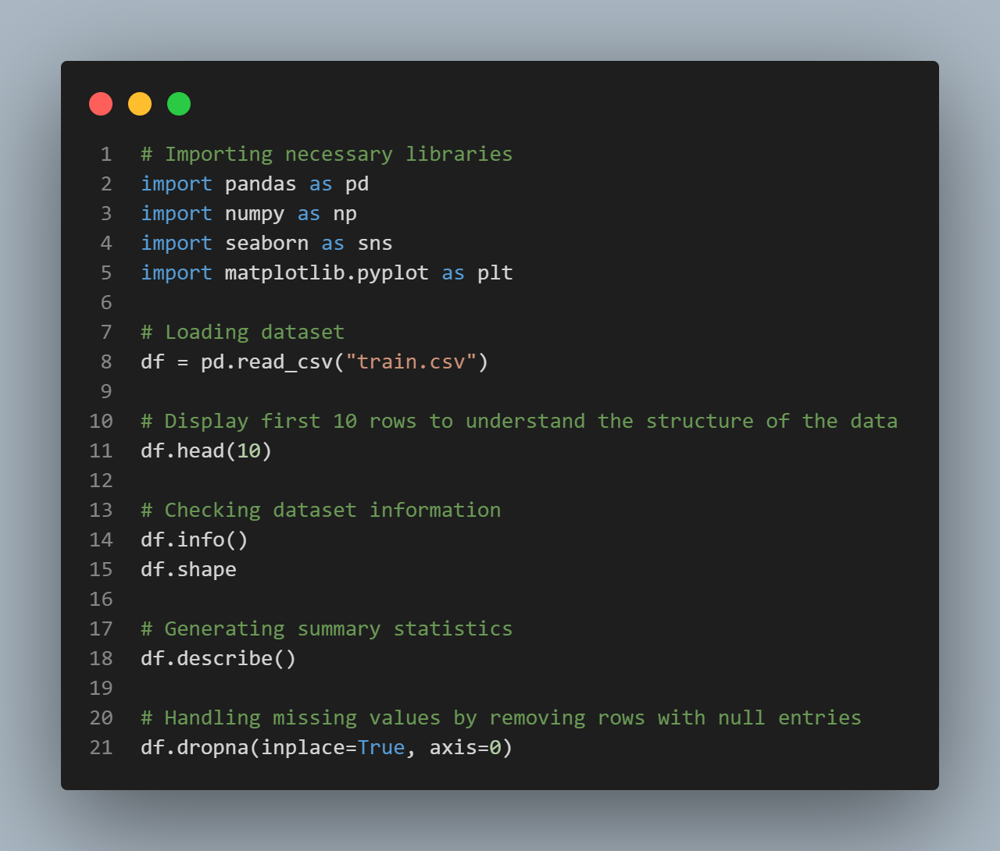 1 # Importing necessary libraries
2 import pandas as pd
3 import numpy as np
4 import seaborn as sns
5 import matplotlib.pyplot as plt
6
7 # Loading dataset
8 df = pd.read_csv("train.csv")
9
10 # Display first 10 rows to understand the structure of the data
11 df.head(10)
12
13 # Checking dataset information
14 df.info()
15 df.shape
16
17 # Generating summary statistics
18 df.describe()
19
20 # Handling missing values by removing rows with null entries
21 df.dropna(inplace=True, axis=0)